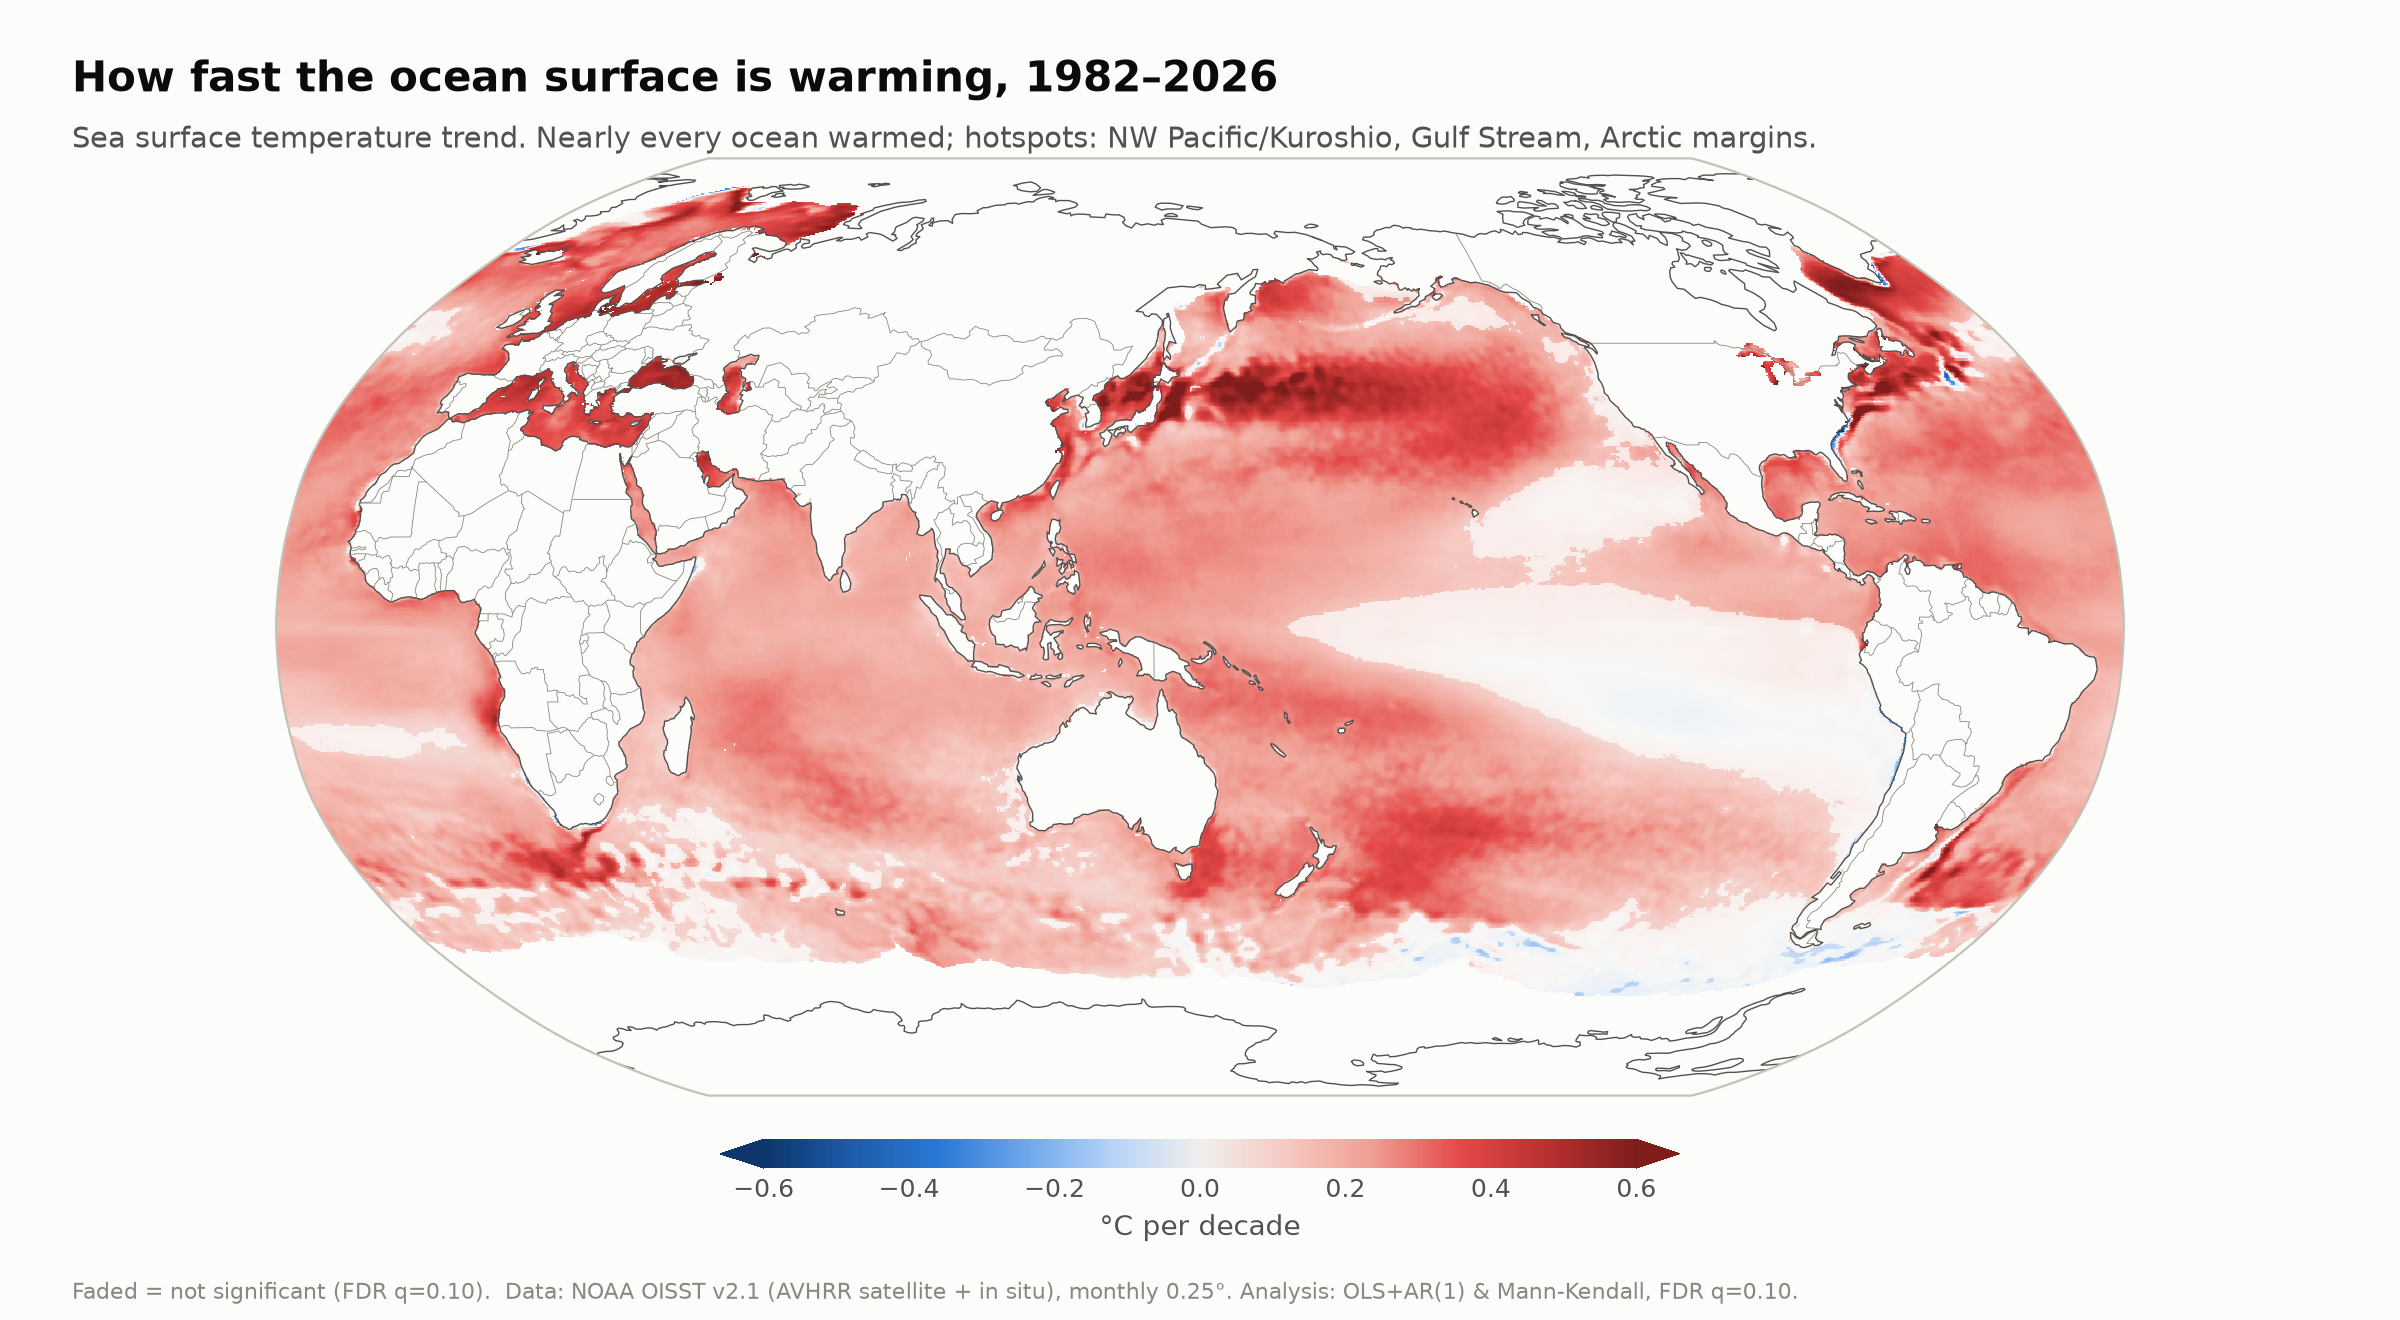 How fast the ocean surface is warming, 1982–2026
Sea surface temperature trend. Nearly every ocean warmed; hotspots: NW Pacific/Kuroshio, Gulf Stream, Arctic margins.
−0.6 −0.4 −0.2 0.0 0.2 0.4 0.6
°C per decade
Faded = not significant (FDR q=0.10).  Data: NOAA OISST v2.1 (AVHRR satellite + in situ), monthly 0.25°. Analysis: OLS+AR(1) & Mann-Kendall, FDR q=0.10.